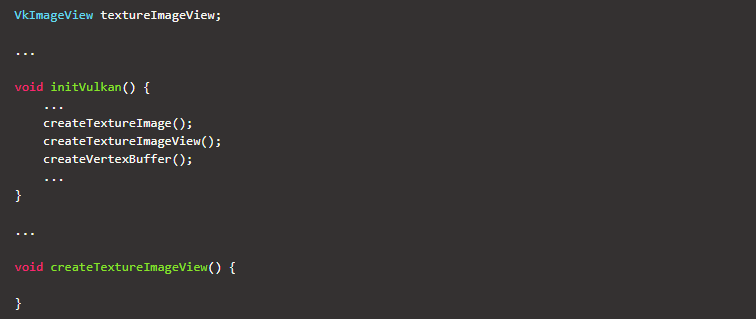 VkImageView textureImageView;
...
void initVulkan() {
...
createTextureImage();
createTextureImageView();
createVertexBuffer();
...
}
...
void createTextureImageView() {
}